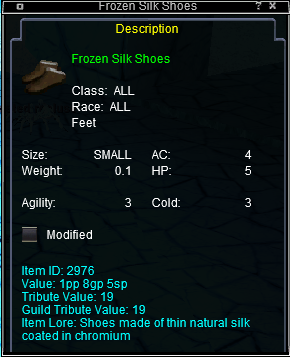 Frozen Silk Shoes ? X
Description
Frozen Silk Shoes
Class: ALL
Race: ALL
Feet
Size: SMALL AC: 4
Weight: 0.1 HP: 5
Agility: 3 Cold: 3
Modified
Item ID: 2976
Value: 1pp 8gp 5sp
Tribute Value: 19
Guild Tribute Value: 19
Item Lore: Shoes made of thin natural silk
coated in chromium